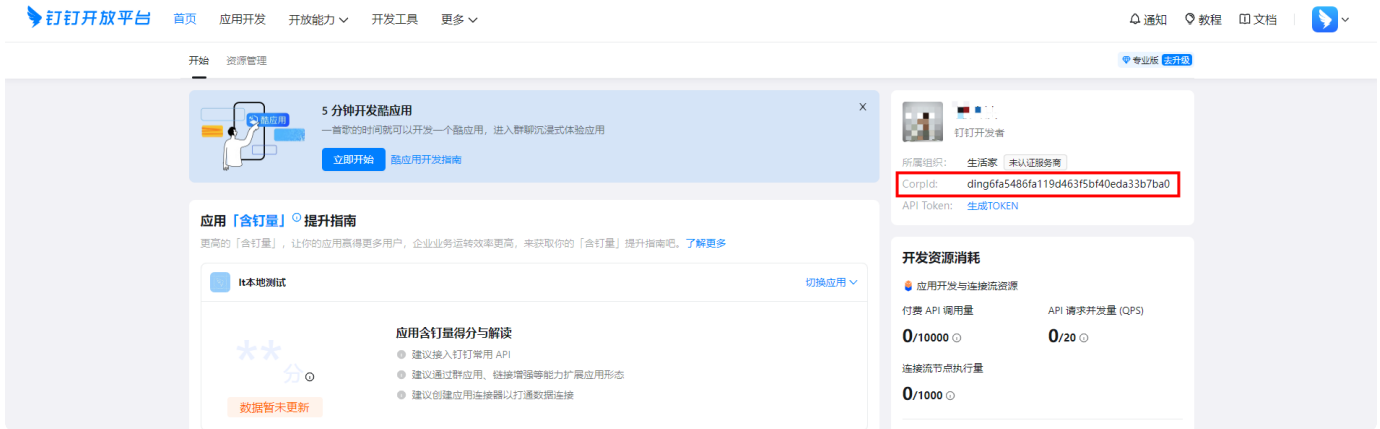 钉钉开放平台 首页 应用开发 开放能力 开发工具 更多 通知 教程 文档
开始 资源管理 专业版 去升级
酷应用
5 分钟开发酷应用 X
一首歌的时间就可以开发一个酷应用，进入群聊沉浸式体验应用
立即开始 酷应用开发指南
钉钉开发者
所属组织: 生活家 未认证服务商
CorpId: ding6fa5486fa119d463f5bf40eda33b7ba0
API Token: 生成TOKEN
应用「含钉量」提升指南
更高的「含钉量」，让你的应用赢得更多用户，企业业务运转效率更高，来获取你的「含钉量」提升指南吧。了解更多
lt本地测试 切换应用
**分
数据暂未更新
应用含钉量得分与解读
建议接入钉钉常用 API
建议通过群应用、链接增强等能力扩展应用形态
建议创建应用连接器以打通数据连接
开发资源消耗
应用开发与连接流资源
付费 API 调用量 API 请求并发量 (QPS)
0/10000 0/20
连接流节点执行量
0/1000